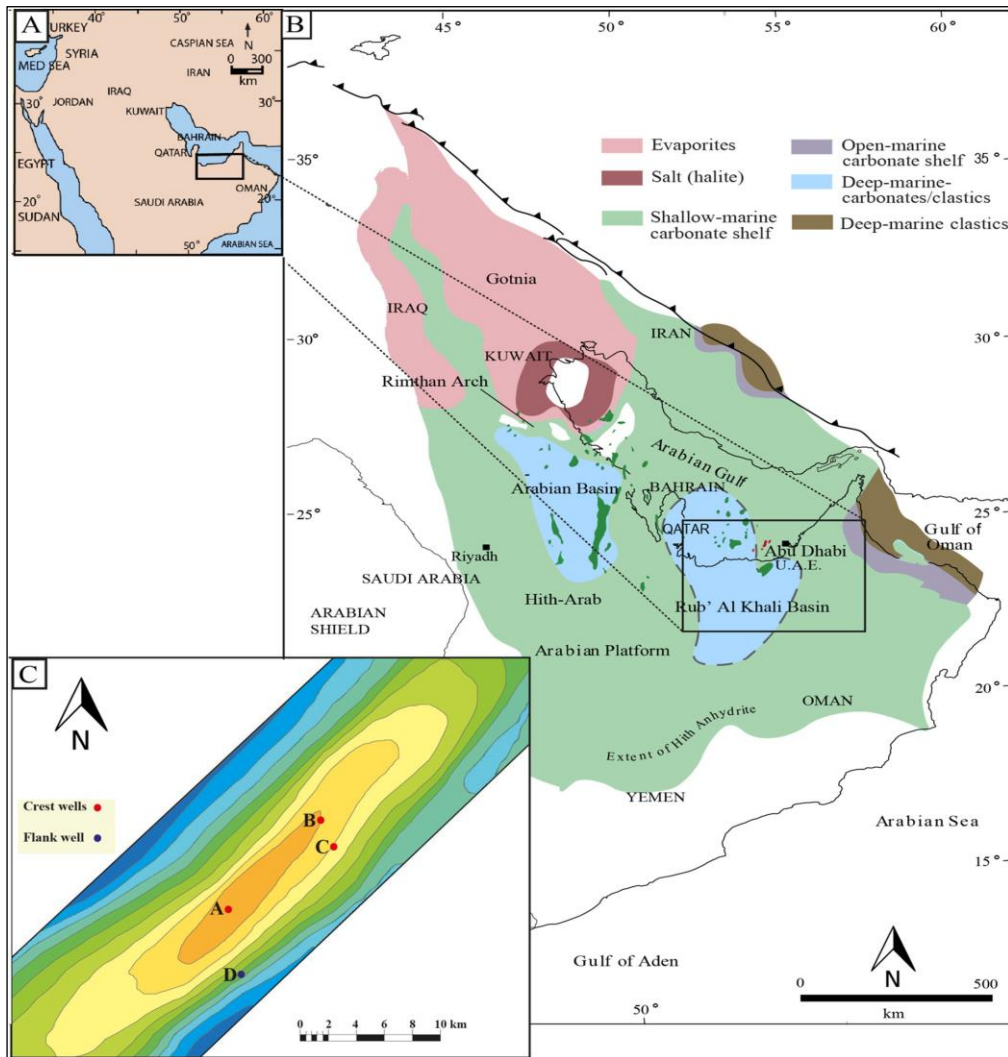 A
TURKEY
40°
50°
60°
MED SEA
SYRIA
CASPIAN SEA
N
0 300
km
IRAN
IRAQ
30°
JORDAN
30°
KUWAIT
BAHRAIN
QATAR
EGYPT
OMAN
20°
20°
SAUDI ARABIA
SUDAN
50°
ARABIAN SEA
B
45°
50°
55°
60°
Evaporites
Salt (halite)
Shallow-marine
carbonate shelf
Open-marine
carbonate shelf
Deep-marine-
carbonates/clastics
Deep-marine clastics
35°
35°
Gotnia
IRAQ
IRAN
30°
30°
KUWAIT
Rimthan Arch
Arabian Gulf
Arabian Basin
BAHRAIN
25°
25°
QATAR
Gulf of
Oman
Riyadh
Abu Dhabi
U.A.E.
SAUDI ARABIA
Hith-Arab
Rub' Al Khali Basin
ARABIAN
SHIELD
Arabian Platform
20°
OMAN
Extent of Hith Anhydrite
YEMEN
Arabian Sea
15°
Gulf of Aden
N
0 500
km
50°
55°
C
N
Crest wells
Flank well
B
C
A
D
0 2 4 6 8 10 km